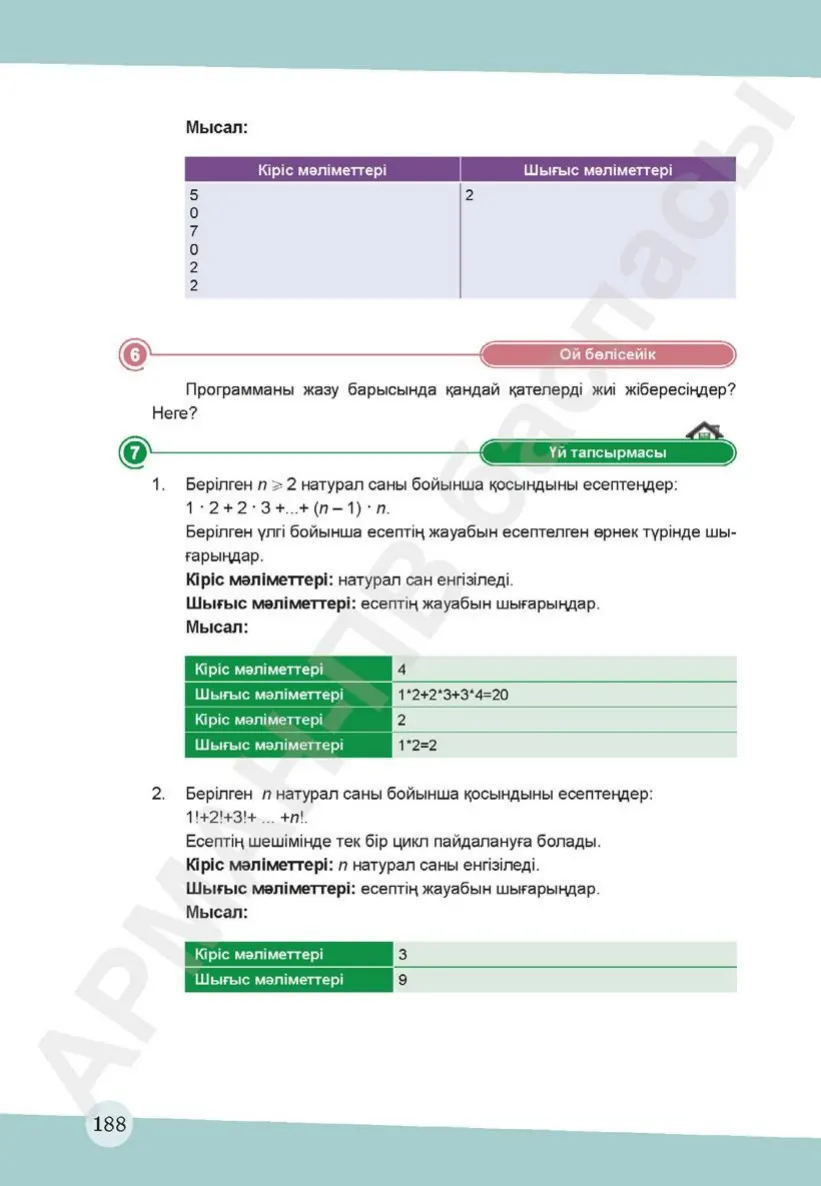 Мысал:
Кіріс мәліметтері Шығыс мәліметтері
5 2
0
7
0
2
2
6 Ой бөлісейік
Программаны жазу барысында қандай қателерді жиі жібересіңдер?
Неге?
7 Үй тапсырмасы
1. Берілген n ⩾ 2 натурал саны бойынша қосындыны есептеңдер:
1 · 2 + 2 · 3 +...+ (n – 1) · n.
Берілген үлгі бойынша есептің жауабын есептелген өрнек түрінде шы-
ғарыңдар.
Кіріс мәліметтері: натурал сан енгізіледі.
Шығыс мәліметтері: есептің жауабын шығарыңдар.
Мысал:
Кіріс мәліметтері 4
Шығыс мәліметтері 1*2+2*3+3*4=20
Кіріс мәліметтері 2
Шығыс мәліметтері 1*2=2
2. Берілген n натурал саны бойынша қосындыны есептеңдер:
1!+2!+3!+ ... +n!.
Есептің шешімінде тек бір цикл пайдалануға болады.
Кіріс мәліметтері: n натурал саны енгізіледі.
Шығыс мәліметтері: есептің жауабын шығарыңдар.
Мысал:
Кіріс мәліметтері 3
Шығыс мәліметтері 9
188
АРМАН-ПВ баспасы